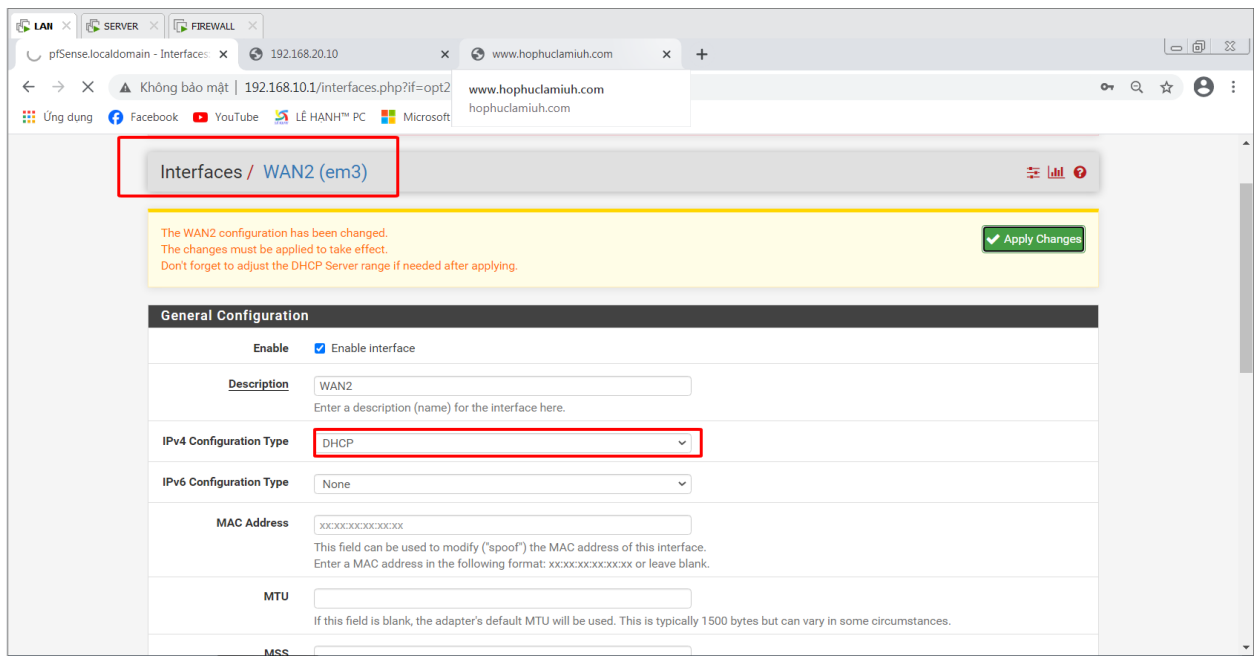 LAN
SERVER
FIREWALL
pfSense.localdomain - Interfaces:
192.168.20.10
www.hophuclamiuh.com
Không bảo mật | 192.168.10.1/interfaces.php?if=opt2
www.hophuclamiuh.com
hophuclamiuh.com
Ứng dụng Facebook YouTube LÊ HẠNH™ PC Microsoft
Interfaces / WAN2 (em3)
The WAN2 configuration has been changed.
The changes must be applied to take effect.
Don't forget to adjust the DHCP Server range if needed after applying.
Apply Changes
General Configuration
Enable Enable interface
Description WAN2
Enter a description (name) for the interface here.
IPv4 Configuration Type DHCP
IPv6 Configuration Type None
MAC Address xx:xx:xx:xx:xx:xx
This field can be used to modify ("spoof") the MAC address of this interface.
Enter a MAC address in the following format: xx:xx:xx:xx:xx:xx or leave blank.
MTU
If this field is blank, the adapter's default MTU will be used. This is typically 1500 bytes but can vary in some circumstances.
MSS